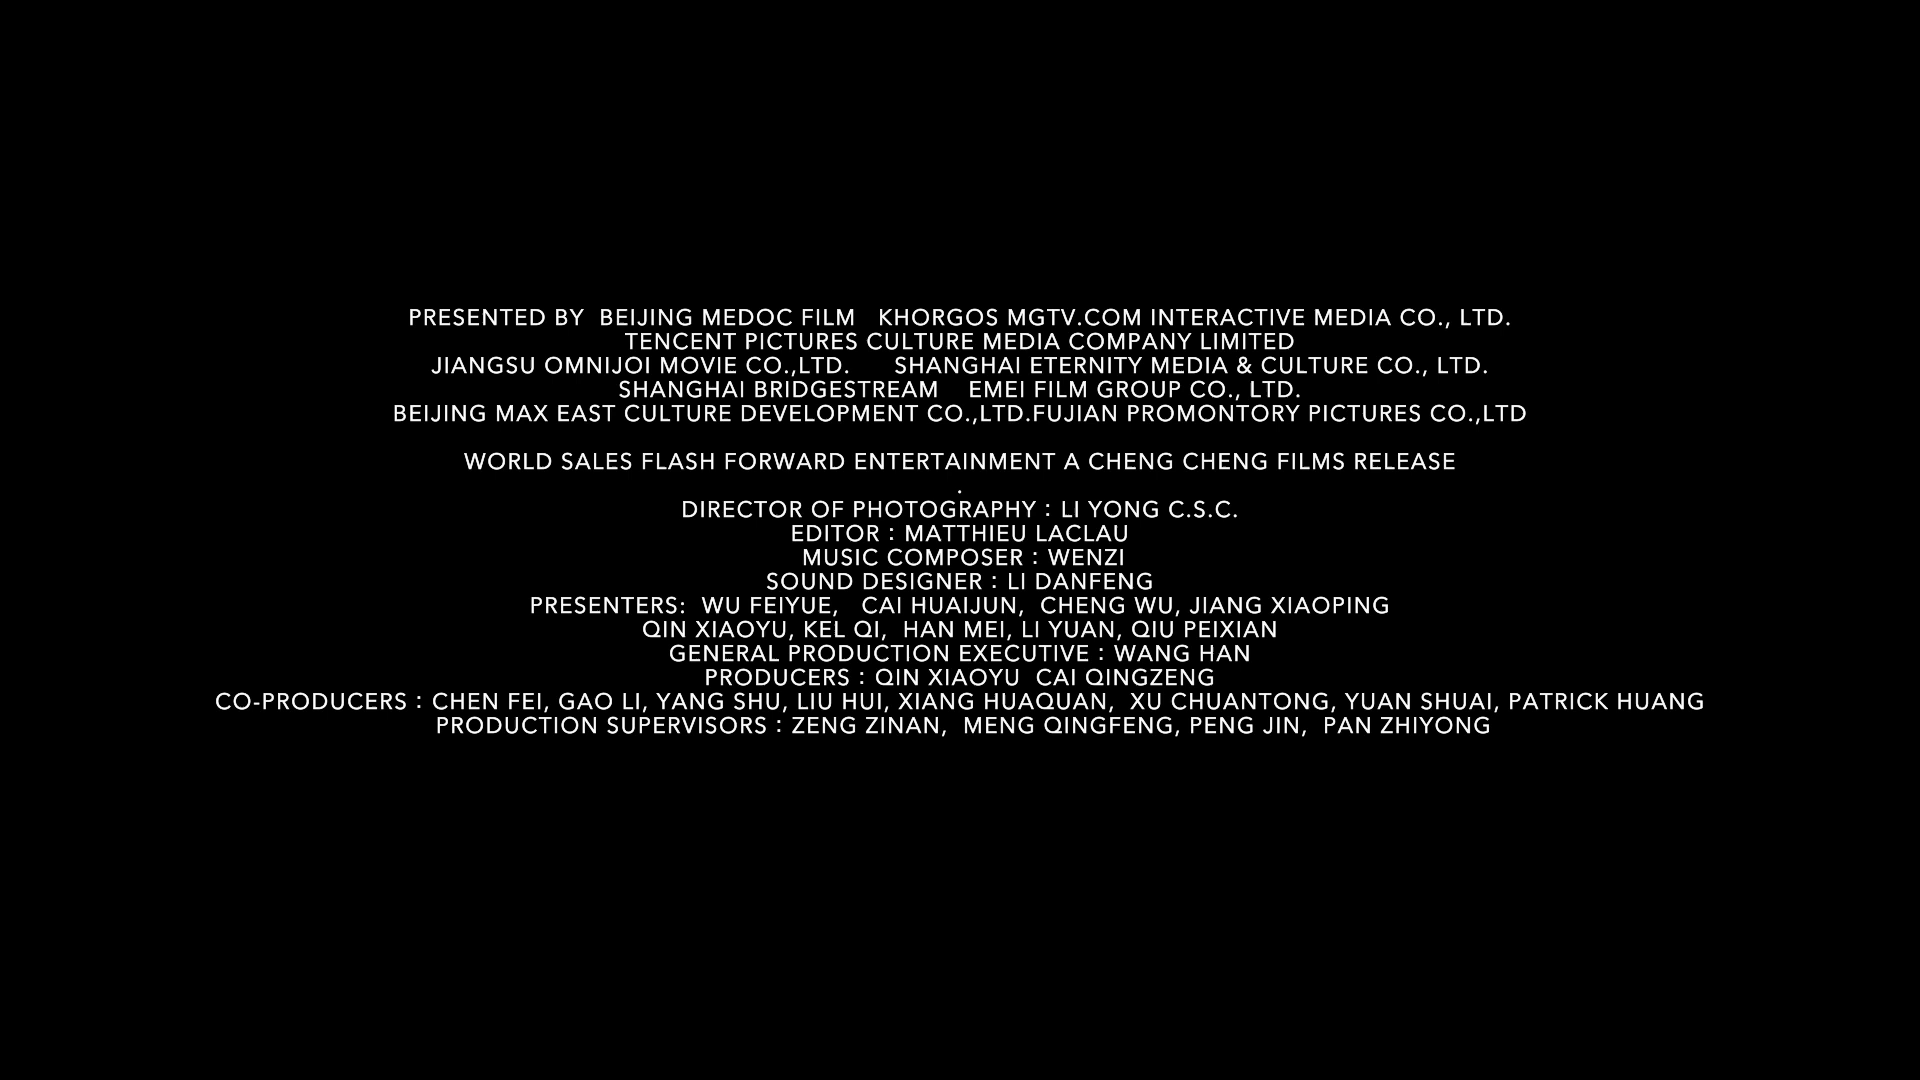 PRESENTED BY  BEIJING MEDOC FILM   KHORGOS MGTV.COM INTERACTIVE MEDIA CO., LTD.
TENCENT PICTURES CULTURE MEDIA COMPANY LIMITED
JIANGSU OMNIJOI MOVIE CO.,LTD.      SHANGHAI ETERNITY MEDIA & CULTURE CO., LTD.
SHANGHAI BRIDGESTREAM    EMEI FILM GROUP CO., LTD.
BEIJING MAX EAST CULTURE DEVELOPMENT CO.,LTD.FUJIAN PROMONTORY PICTURES CO.,LTD
WORLD SALES FLASH FORWARD ENTERTAINMENT A CHENG CHENG FILMS RELEASE
.
DIRECTOR OF PHOTOGRAPHY : LI YONG C.S.C.
EDITOR : MATTHIEU LACLAU
MUSIC COMPOSER : WENZI
SOUND DESIGNER : LI DANFENG
PRESENTERS:  WU FEIYUE,   CAI HUAIJUN,  CHENG WU, JIANG XIAOPING
QIN XIAOYU, KEL QI,  HAN MEI, LI YUAN, QIU PEIXIAN
GENERAL PRODUCTION EXECUTIVE : WANG HAN
PRODUCERS : QIN XIAOYU  CAI QINGZENG
CO-PRODUCERS : CHEN FEI, GAO LI, YANG SHU, LIU HUI, XIANG HUAQUAN,  XU CHUANTONG, YUAN SHUAI, PATRICK HUANG
PRODUCTION SUPERVISORS : ZENG ZINAN,  MENG QINGFENG, PENG JIN,  PAN ZHIYONG